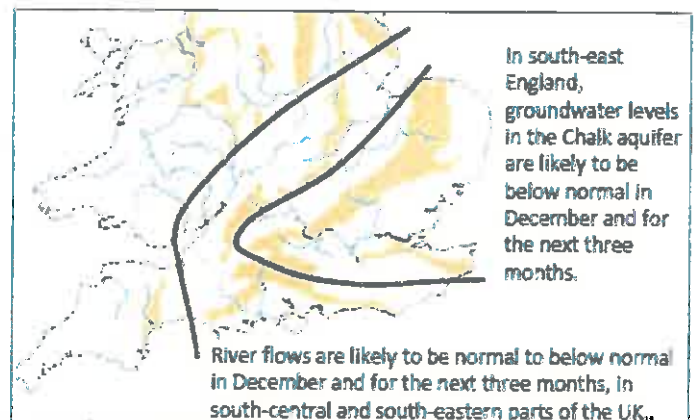 In south-east
England,
groundwater levels
in the Chalk aquifer
are likely to be
below normal in
December and for
the next three
months.
River flows are likely to be normal to below normal
in December and for the next three months, in
south-central and south-eastern parts of the UK.